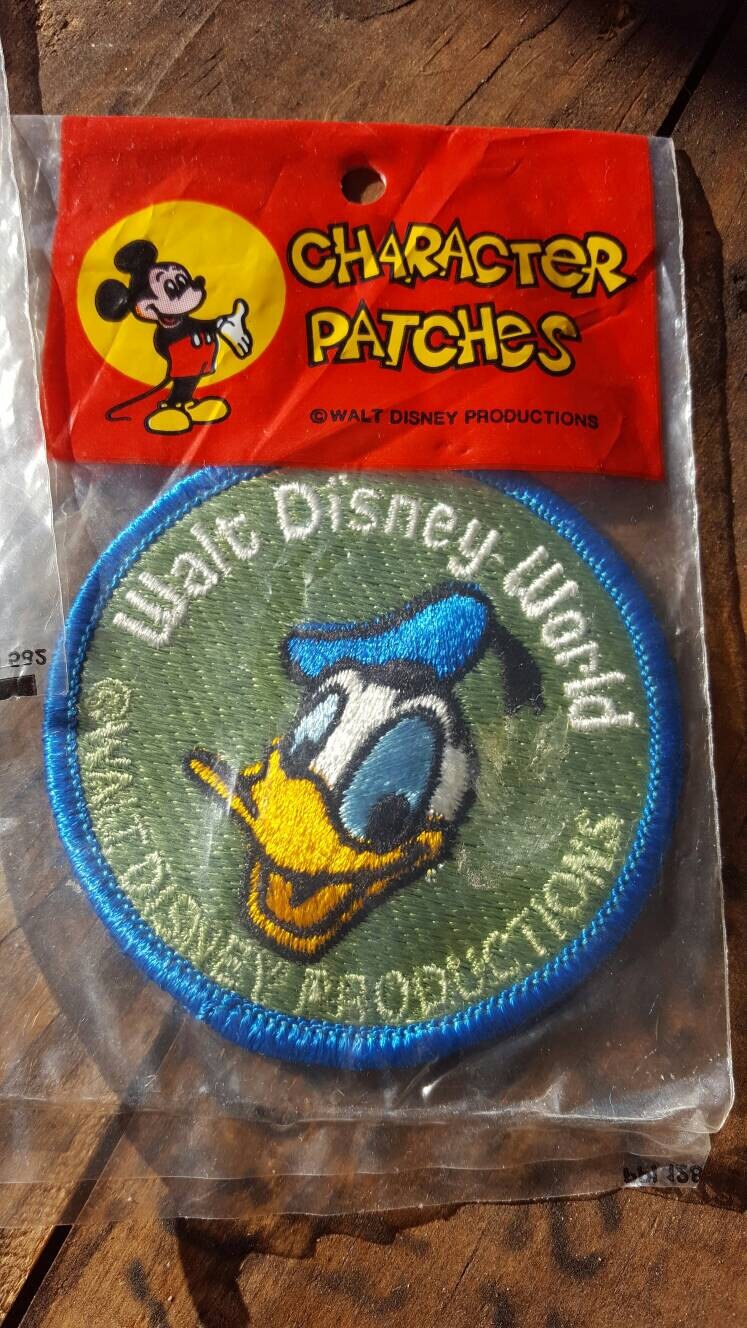 CHARACTER
PATCHES
© WALT DISNEY PRODUCTIONS
Walt Disney World
© WALT DISNEY PRODUCTIONS